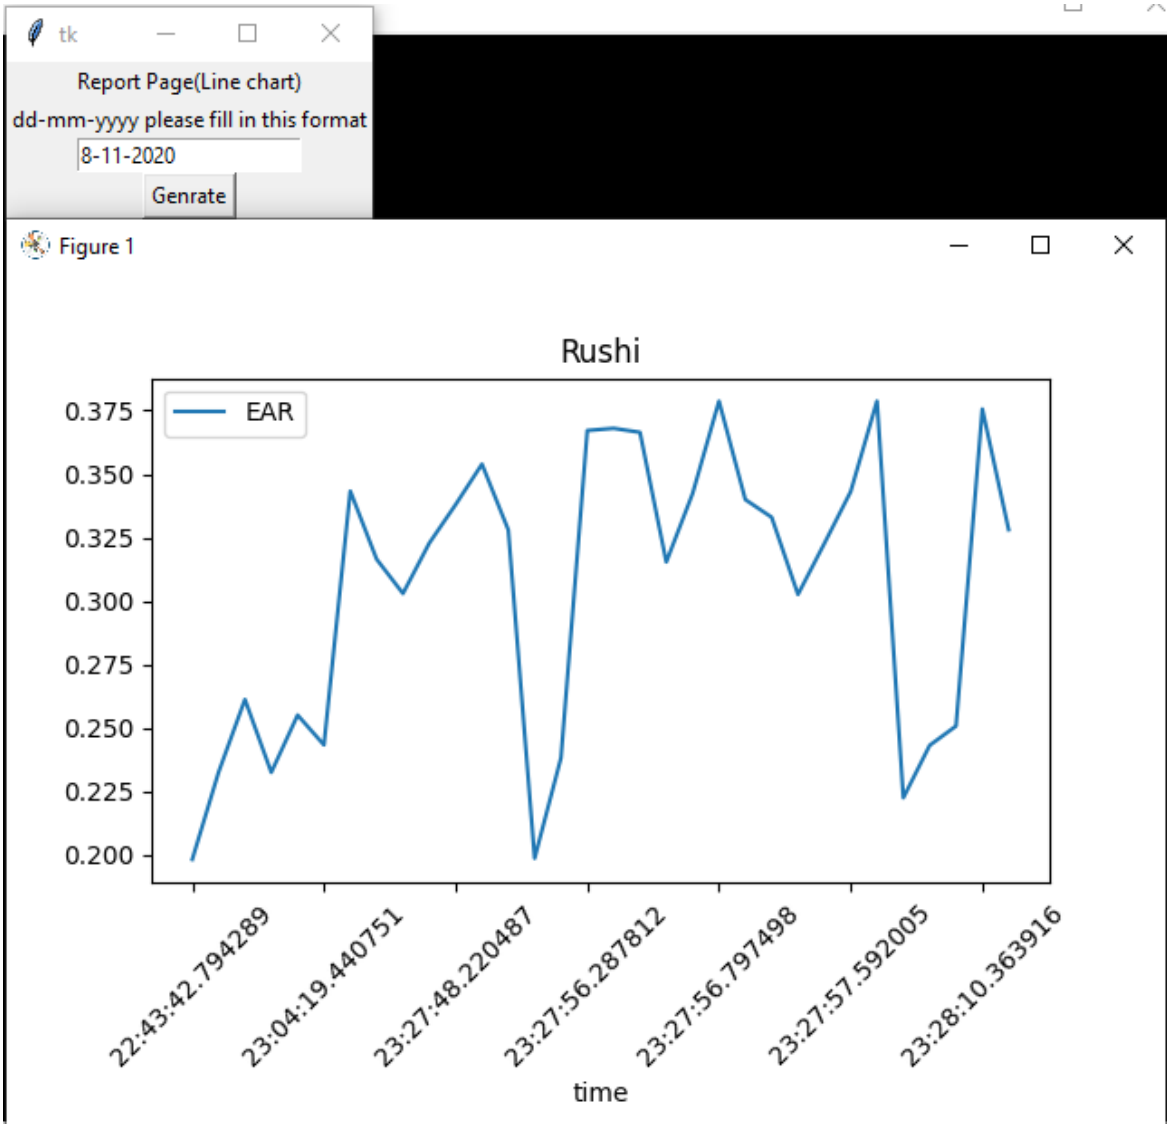 tk
Report Page(Line chart)
dd-mm-yyyy please fill in this format
8-11-2020
Genrate
Figure 1
Rushi
EAR
0.375
0.350
0.325
0.300
0.275
0.250
0.225
0.200
22:43:42.794289
23:04:19.440751
23:27:48.220487
23:27:56.287812
23:27:56.797498
23:27:57.592005
23:28:10.363916
time